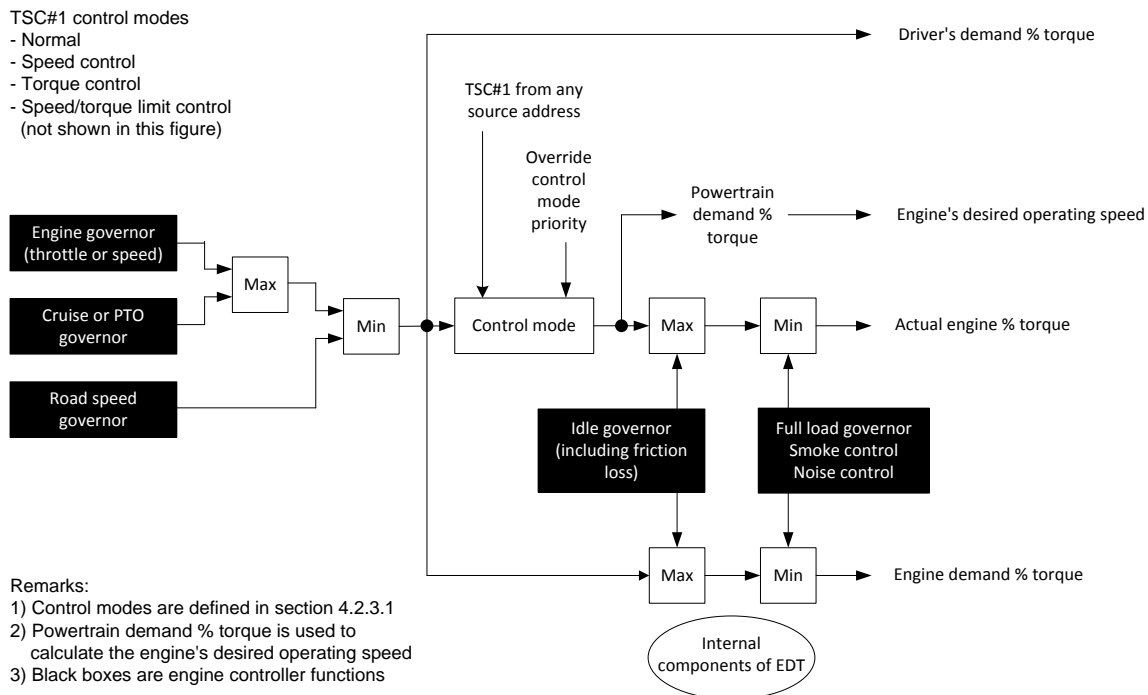 TSC#1 control modes
- Normal
- Speed control
- Torque control
- Speed/torque limit control
(not shown in this figure)
Driver's demand % torque
TSC#1 from any
source address
Override
control
mode
priority
Powertrain
demand %
torque
Engine's desired operating speed
Engine governor
(throttle or speed)
Max
Cruise or PTO
governor
Min
Control mode
Max
Min
Actual engine % torque
Road speed
governor
Idle governor
(including friction
loss)
Full load governor
Smoke control
Noise control
Max
Min
Engine demand % torque
Remarks:
1) Control modes are defined in section 4.2.3.1
2) Powertrain demand % torque is used to
calculate the engine's desired operating speed
3) Black boxes are engine controller functions
Internal
components of EDT